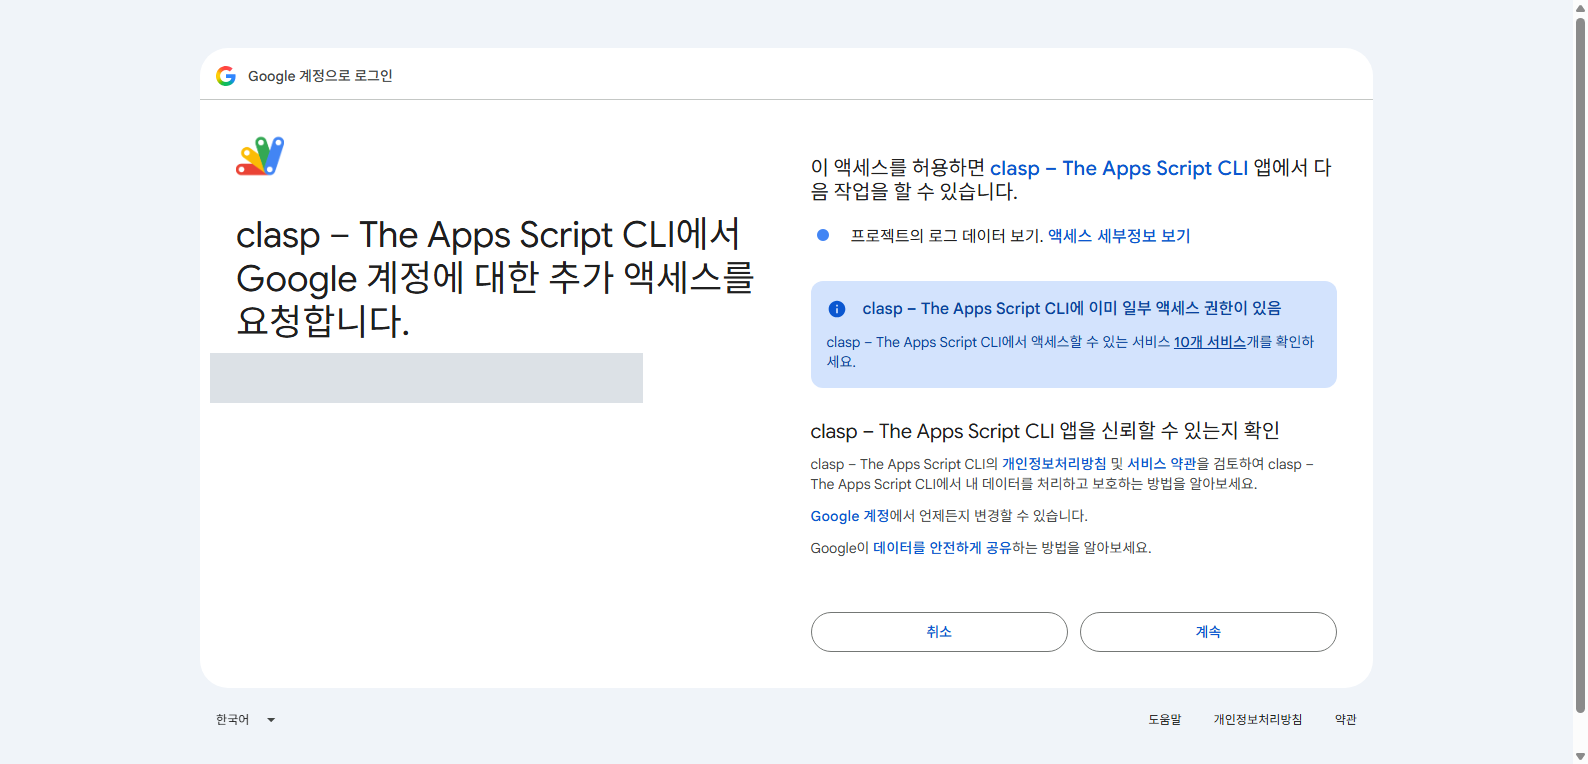 Google 계정으로 로그인
clasp – The Apps Script CLI에서
Google 계정에 대한 추가 액세스를
요청합니다.
이 액세스를 허용하면 clasp – The Apps Script CLI 앱에서 다
음 작업을 할 수 있습니다.
프로젝트의 로그 데이터 보기. 액세스 세부정보 보기
clasp – The Apps Script CLI에 이미 일부 액세스 권한이 있음
clasp – The Apps Script CLI에서 액세스할 수 있는 서비스 10개 서비스개를 확인하
세요.
clasp – The Apps Script CLI 앱을 신뢰할 수 있는지 확인
clasp – The Apps Script CLI의 개인정보처리방침 및 서비스 약관을 검토하여 clasp –
The Apps Script CLI에서 내 데이터를 처리하고 보호하는 방법을 알아보세요.
Google 계정에서 언제든지 변경할 수 있습니다.
Google이 데이터를 안전하게 공유하는 방법을 알아보세요.
취소
계속
한국어
도움말
개인정보처리방침
약관